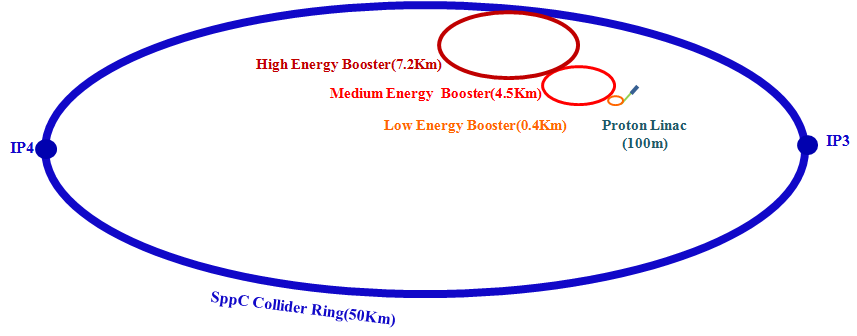 High Energy Booster(7.2Km)
Medium Energy  Booster(4.5Km)
Low Energy Booster(0.4Km)
Proton Linac
(100m)
IP4
IP3
SppC Collider Ring(50Km)